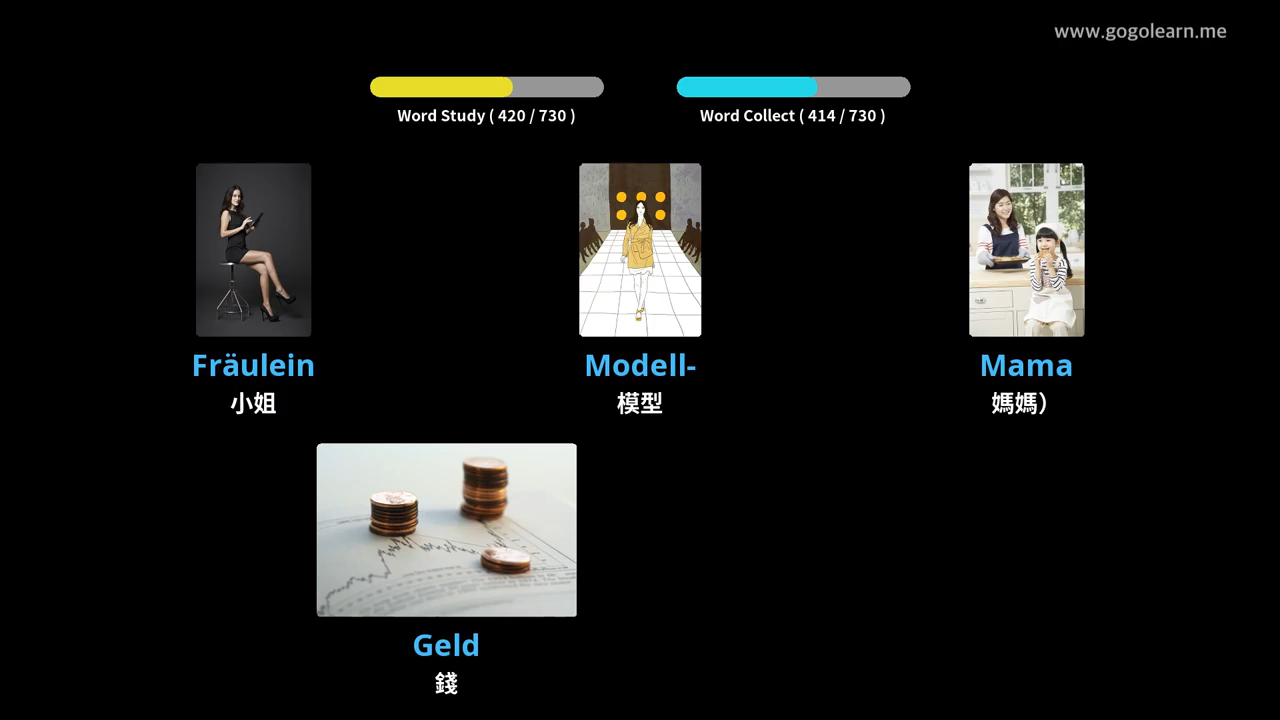 www.gogolearn.me
Word Study ( 420 / 730 )
Word Collect ( 414 / 730 )
Fräulein
小姐
Modell-
模型
Mama
媽媽）
Geld
錢